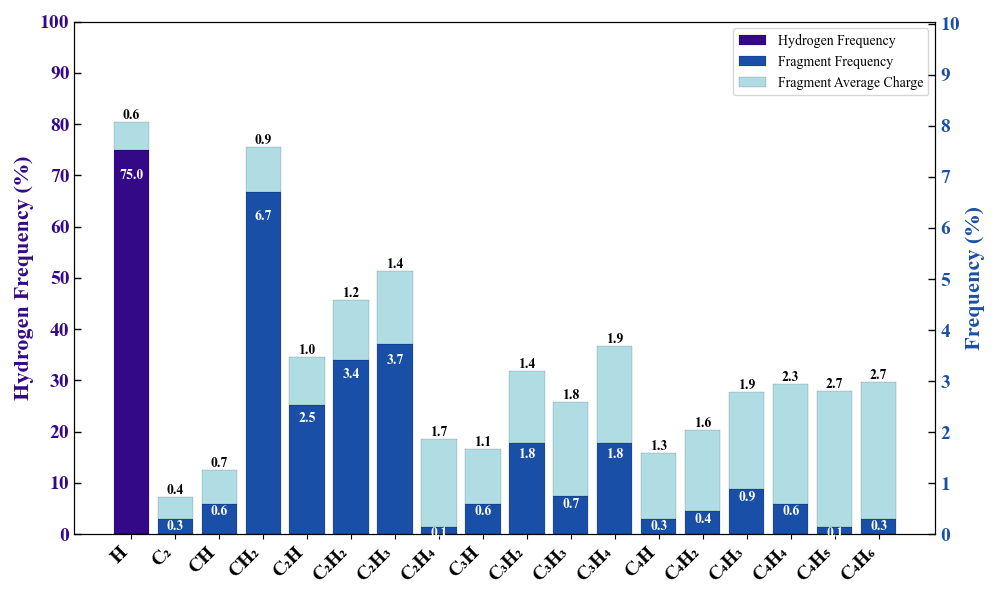 Hydrogen Frequency (%)
100
90
80
70
60
50
40
30
20
10
0
Hydrogen Frequency
Fragment Frequency
Fragment Average Charge
0.6
0.4
0.7
0.9
1.0
1.2
1.4
1.7
1.1
1.4
1.8
1.9
1.3
1.6
1.9
2.3
2.7
2.7
75.0
0.3
0.6
6.7
2.5
3.4
3.7
0.1
0.6
1.8
0.7
1.8
0.3
0.4
0.9
0.6
0.1
0.3
H
C₂
CH
CH₂
C₂H
C₂H₂
C₂H₃
C₂H₄
C₃H
C₃H₂
C₃H₃
C₃H₄
C₄H
C₄H₂
C₄H₃
C₄H₄
C₄H₅
C₄H₆
10
9
8
7
6
5
4
3
2
1
0
Frequency (%)